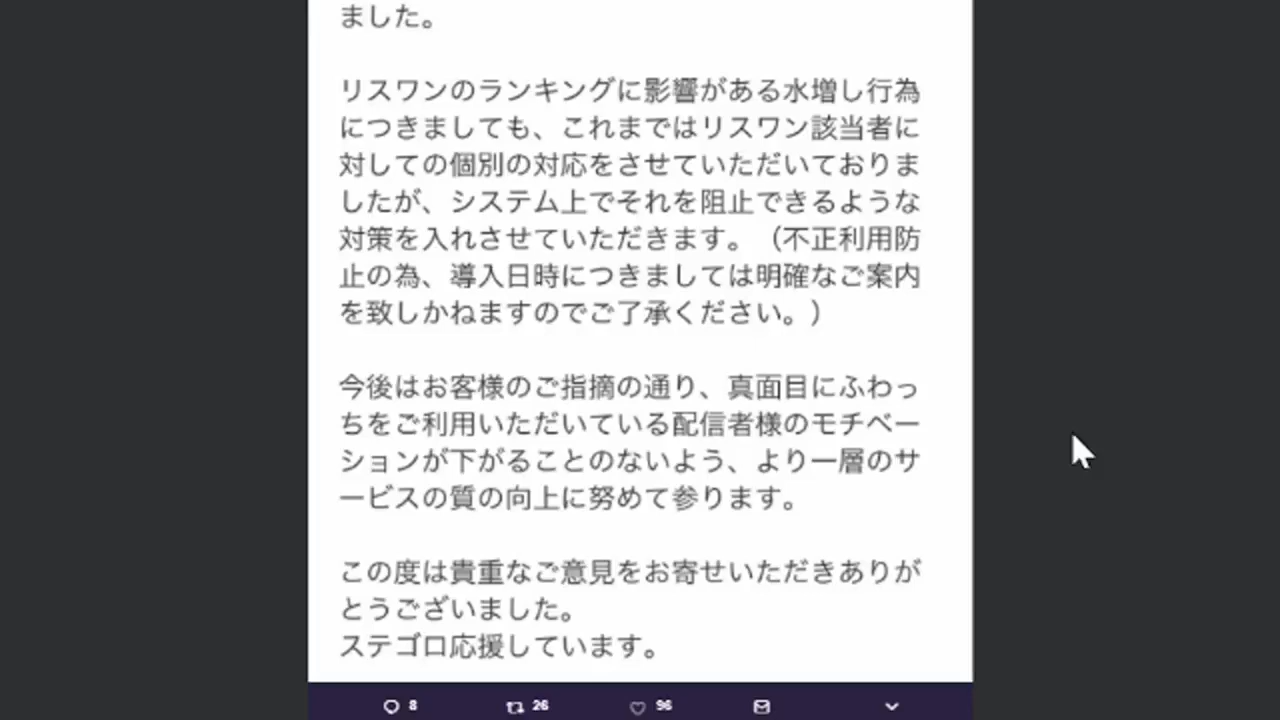 ました。
リスワンのランキングに影響がある水増し行為
につきましても、これまではリスワン該当者に
対しての個別の対応をさせていただいておりま
したが、システム上でそれを阻止できるような
対策を入れさせていただきます。（不正利用防
止の為、導入日時につきましては明確なご案内
を致しかねますのでご了承ください。）
今後はお客様のご指摘の通り、真面目にふわっ
ちをご利用いただいている配信者様のモチベー
ションが下がることのないよう、より一層のサ
ービスの質の向上に努めて参ります。
この度は貴重なご意見をお寄せいただきありが
とうございました。
ステゴロ応援しています。
8 26 96